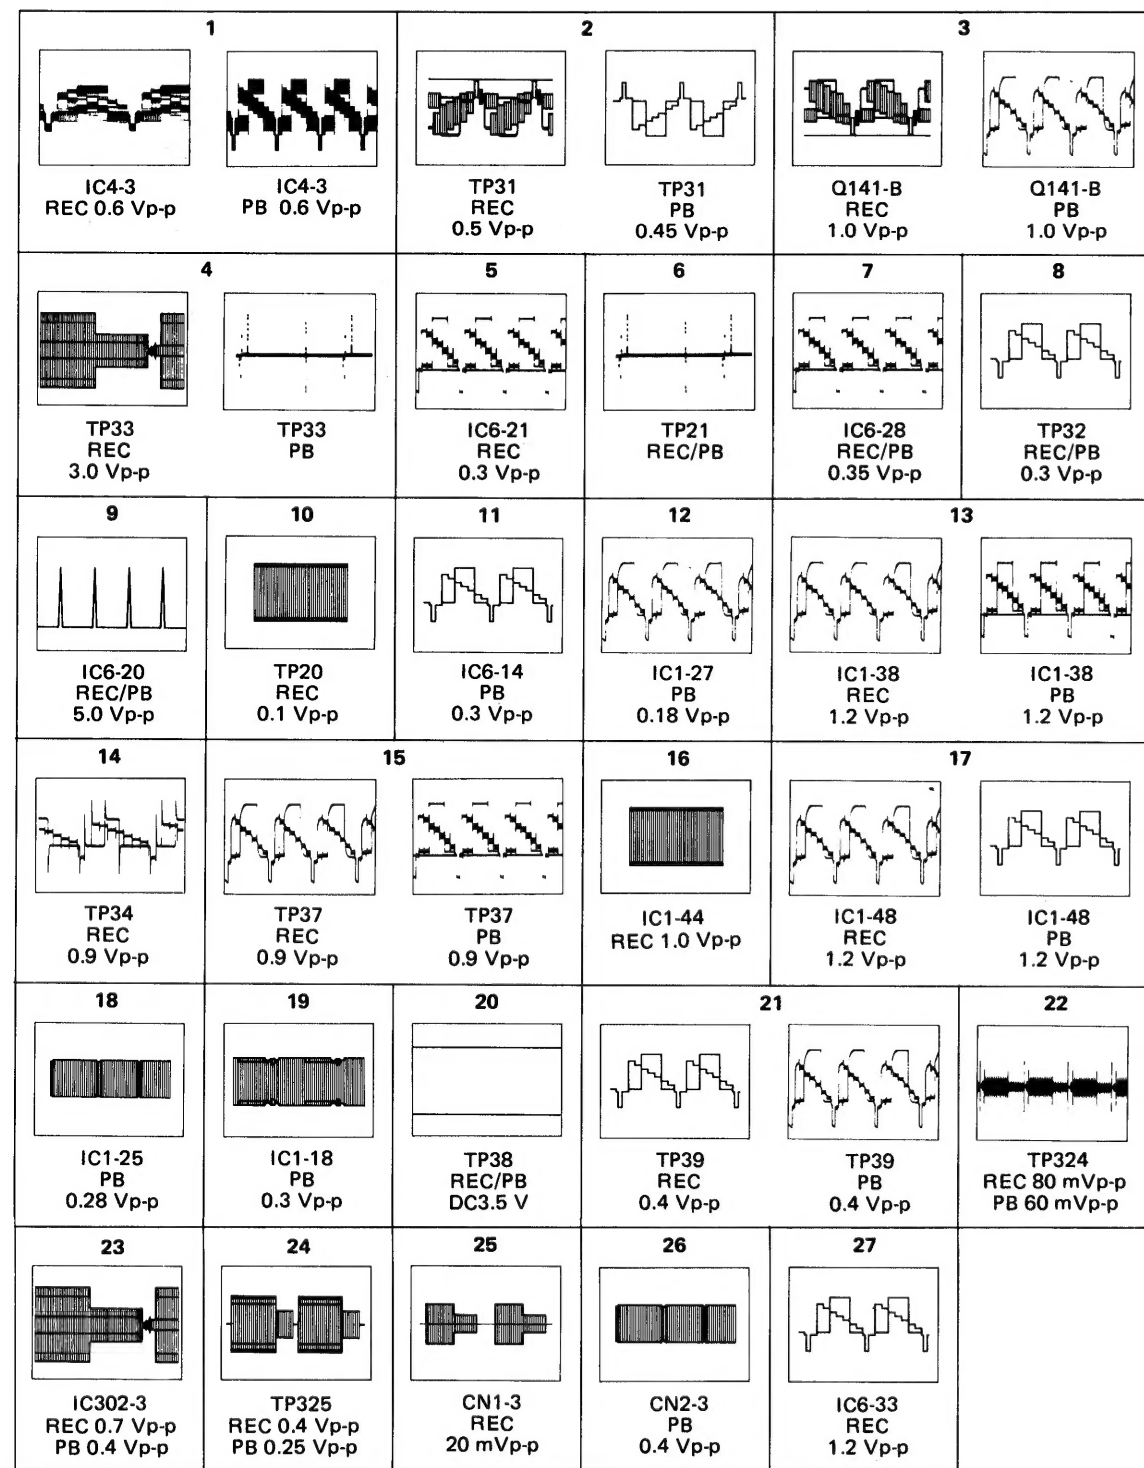 1
IC4-3
REC 0.6 Vp-p
IC4-3
PB 0.6 Vp-p
2
TP31
REC
0.5 Vp-p
TP31
PB
0.45 Vp-p
3
Q141-B
REC
1.0 Vp-p
Q141-B
PB
1.0 Vp-p
4
TP33
REC
3.0 Vp-p
TP33
PB
5
IC6-21
REC
0.3 Vp-p
6
TP21
REC/PB
7
IC6-28
REC/PB
0.35 Vp-p
8
TP32
REC/PB
0.3 Vp-p
9
IC6-20
REC/PB
5.0 Vp-p
10
TP20
REC
0.1 Vp-p
11
IC6-14
PB
0.3 Vp-p
12
IC1-27
PB
0.18 Vp-p
13
IC1-38
REC
1.2 Vp-p
IC1-38
PB
1.2 Vp-p
14
TP34
REC
0.9 Vp-p
15
TP37
REC
0.9 Vp-p
TP37
PB
0.9 Vp-p
16
IC1-44
REC 1.0 Vp-p
17
IC1-48
REC
1.2 Vp-p
IC1-48
PB
1.2 Vp-p
18
IC1-25
PB
0.28 Vp-p
19
IC1-18
PB
0.3 Vp-p
20
TP38
REC/PB
DC3.5 V
21
TP39
REC
0.4 Vp-p
TP39
PB
0.4 Vp-p
22
TP324
REC 80 mVp-p
PB 60 mVp-p
23
IC302-3
REC 0.7 Vp-p
PB 0.4 Vp-p
24
TP325
REC 0.4 Vp-p
PB 0.25 Vp-p
25
CN1-3
REC
20 mVp-p
26
CN2-3
PB
0.4 Vp-p
27
IC6-33
REC
1.2 Vp-p